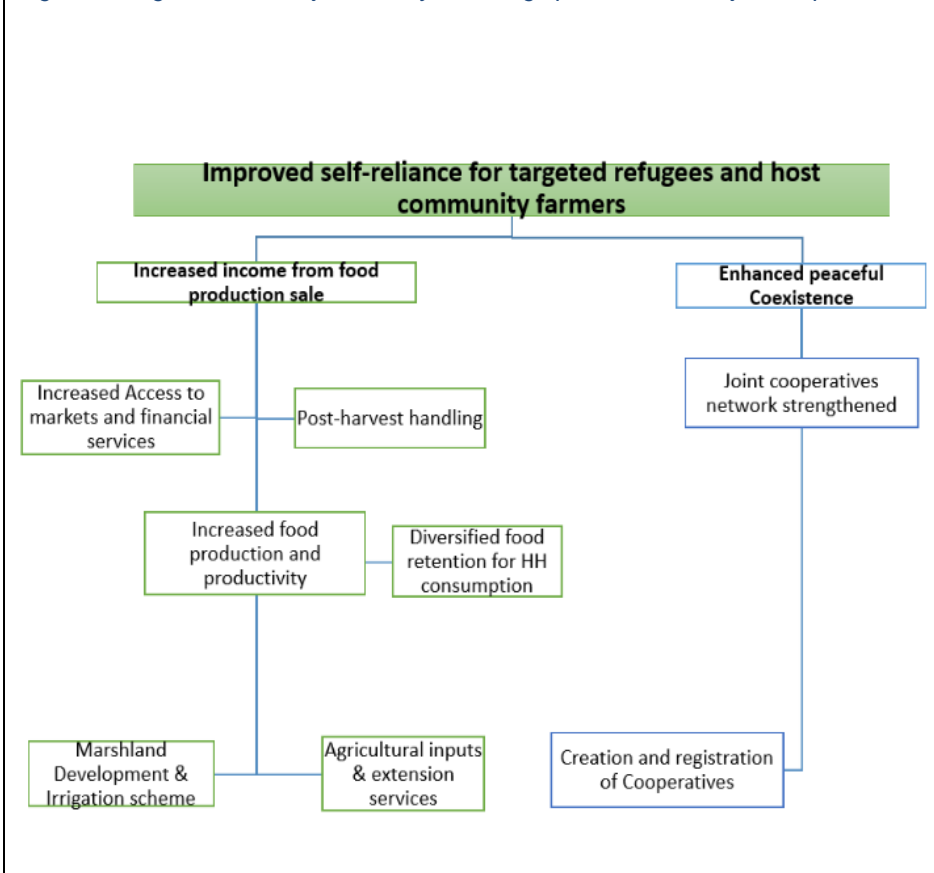 Improved self-reliance for targeted refugees and host
community farmers
Increased income from food
production sale
Enhanced peaceful
Coexistence
Joint cooperatives
network strengthened
Increased Access to
markets and financial
services
Post-harvest handling
Increased food
production and
productivity
Diversified food
retention for HH
consumption
Marshland
Development &
Irrigation scheme
Agricultural inputs
& extension
services
Creation and registration
of Cooperatives